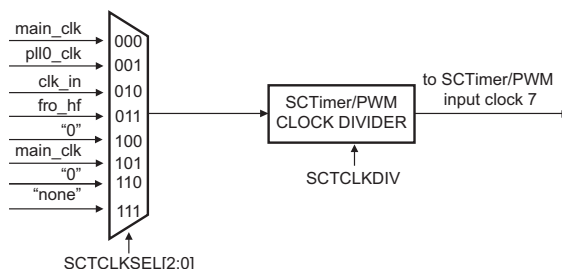 main_clk
000
pll0_clk
001
clk_in
010
fro_hf
011
“0”
100
main_clk
101
“0”
110
“none”
111
SCTCLKSEL[2:0]
SCTimer/PWM
CLOCK DIVIDER
SCTCLKDIV
to SCTimer/PWM
input clock 7